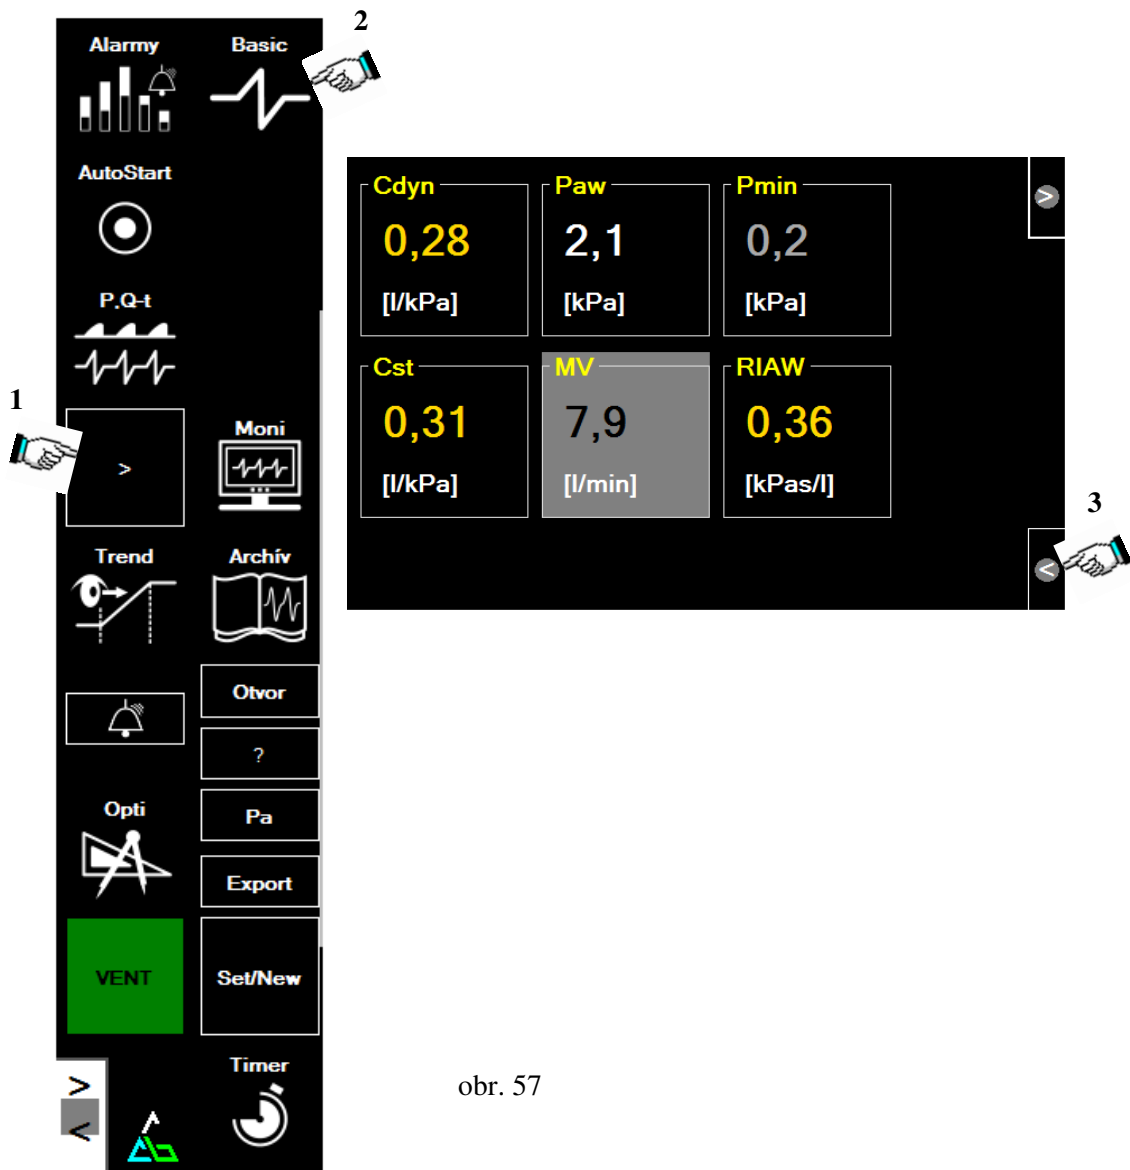 2
Alarmy Basic
AutoStart
P.Q-t
1
>
Moni
Trend Archív
Otvor
?
Opti
Pa
Export
VENT Set/New
Timer
>
<
Cdyn Paw Pmin
>
0,28 2,1 0,2
[l/kPa] [kPa] [kPa]
Cst MV RIAW
0,31 7,9 0,36
[l/kPa] [l/min] [kPas/l]
3
<
obr. 57